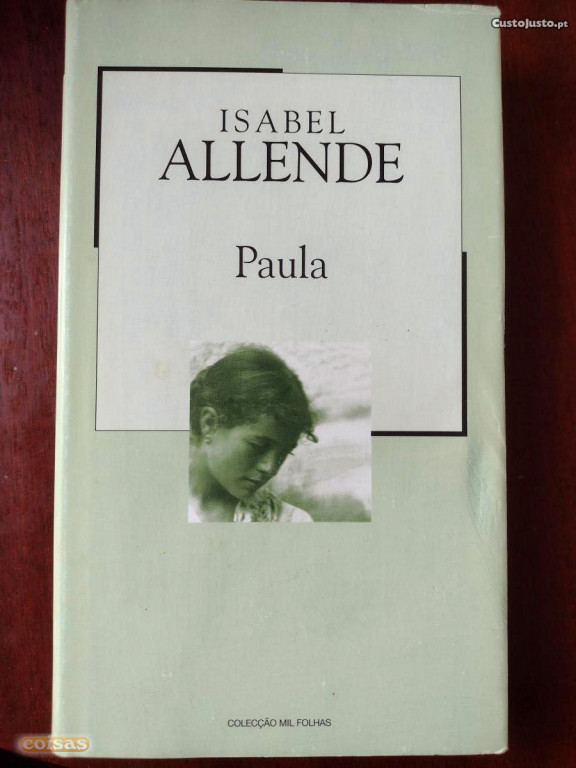 CustoJusto.pt
ISABEL
ALLENDE
Paula
COLECÇÃO MIL FOLHAS
coisas